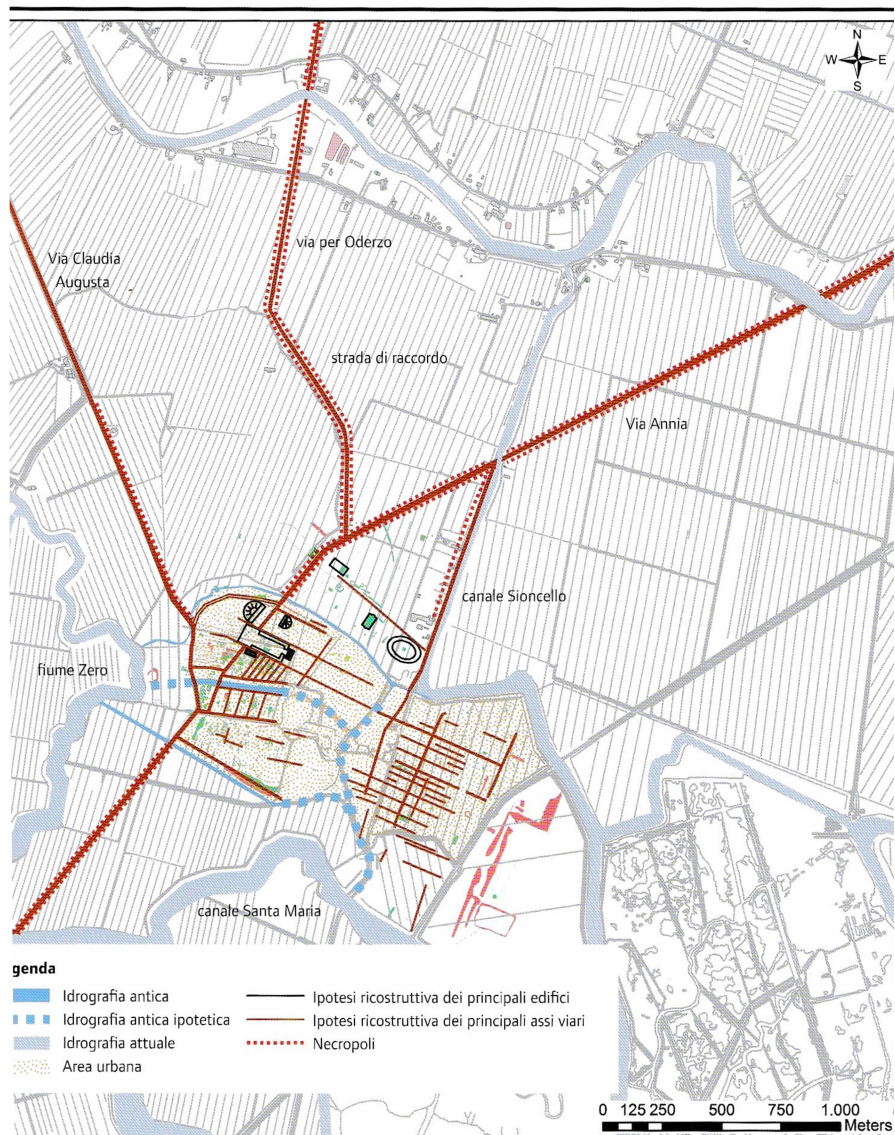 N
W E
S
via per Oderzo
Via Claudia
Augusta
strada di raccordo
Via Annia
canale Sioncello
fiume Zero
canale Santa Maria
genda
Idrografia antica
Idrografia antica ipotetica
Idrografia attuale
Area urbana
Ipotesi ricostruttiva dei principali edifici
Ipotesi ricostruttiva dei principali assi viari
Necropoli
0 125 250 500 750 1.000
Meters